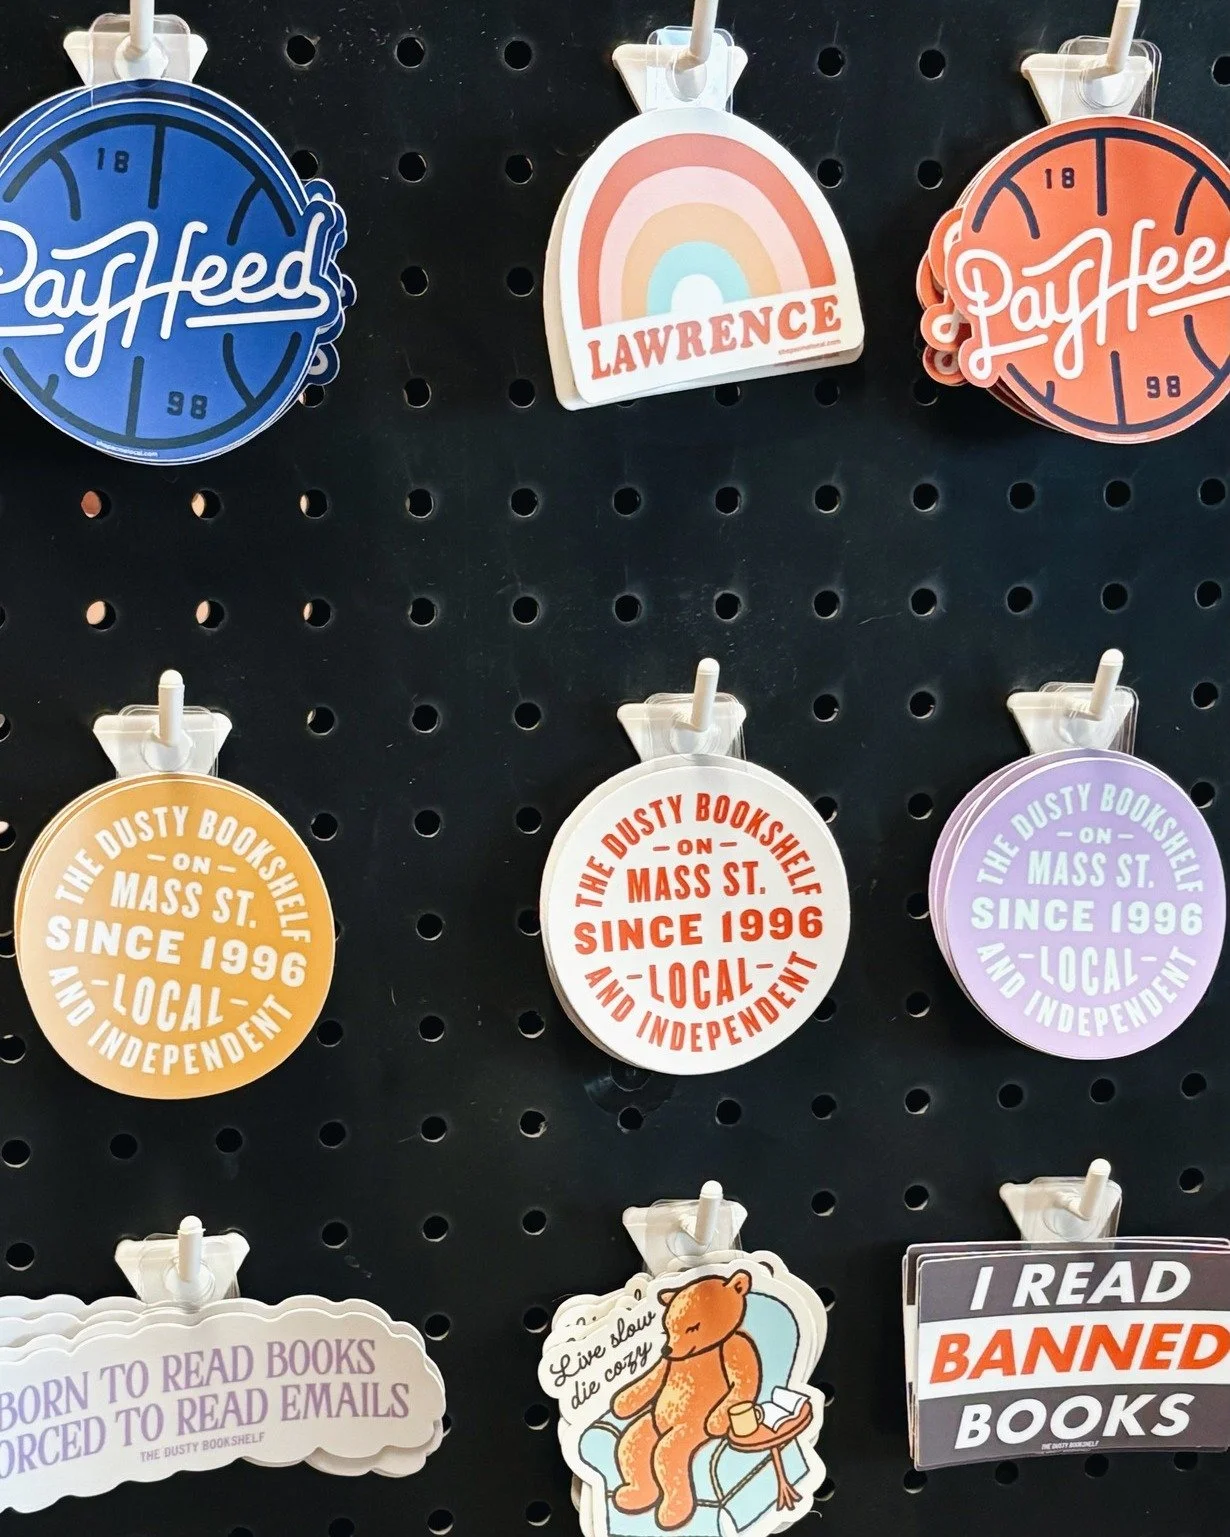 18
PayHeed
98
shopacmelocal.com
LAWRENCE
18
PayHee
98
THE DUSTY BOOKSHELF
-ON-
MASS ST.
SINCE 1996
-LOCAL-
AND INDEPENDENT
THE DUSTY BOOKSHELF
-ON-
MASS ST.
SINCE 1996
-LOCAL-
AND INDEPENDENT
THE DUSTY BOOKSHELF
-ON-
MASS ST.
SINCE 1996
-LOCAL-
AND INDEPENDENT
BORN TO READ BOOKS
ORCED TO READ EMAILS
THE DUSTY BOOKSHELF
Live slow
die cozy
I READ
BANNED
BOOKS
THE DUSTY BOOKSHELF